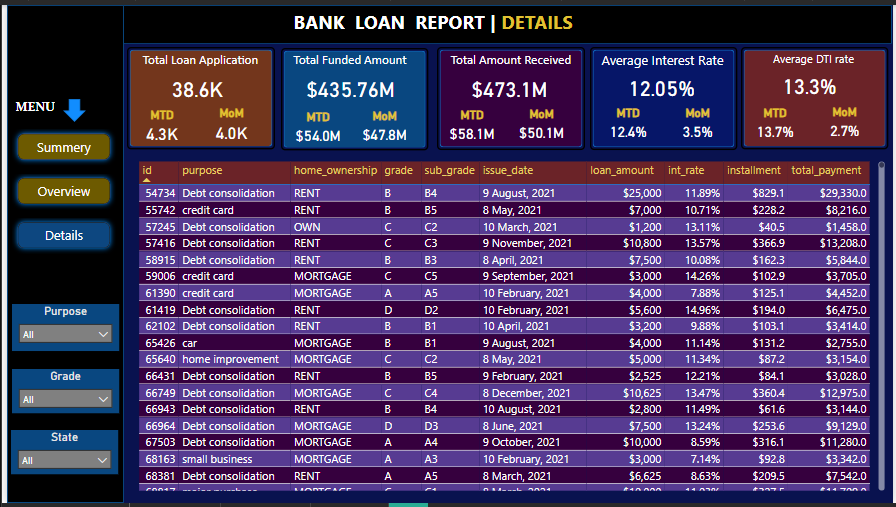 BANK LOAN REPORT | DETAILS
Total Loan Application
38.6K
MTD MoM
4.3K 4.0K
Total Funded Amount
$435.76M
MTD MoM
$54.0M $47.8M
Total Amount Received
$473.1M
MTD MoM
$58.1M $50.1M
Average Interest Rate
12.05%
MTD MoM
12.4% 3.5%
Average DTI rate
13.3%
MTD MoM
13.7% 2.7%
MENU
Summery
Overview
Details
Purpose
All
Grade
All
State
All
id purpose home_ownership grade sub_grade issue_date loan_amount int_rate installment total_payment
54734 Debt consolidation RENT B B4 9 August, 2021 $25,000 11.89% $829.1 $29,330.0
55742 credit card RENT B B5 8 May, 2021 $7,000 10.71% $228.2 $8,216.0
57245 Debt consolidation OWN C C2 10 March, 2021 $1,200 13.11% $40.5 $1,458.0
57416 Debt consolidation RENT C C3 9 November, 2021 $10,800 13.57% $366.9 $13,208.0
58915 Debt consolidation RENT B B3 8 April, 2021 $7,500 10.08% $162.3 $5,844.0
59006 credit card MORTGAGE C C5 9 September, 2021 $3,000 14.26% $102.9 $3,705.0
61390 credit card MORTGAGE A A5 10 February, 2021 $4,000 7.88% $125.1 $4,452.0
61419 Debt consolidation RENT D D2 10 February, 2021 $5,600 14.96% $194.0 $6,475.0
62102 Debt consolidation RENT B B1 10 April, 2021 $3,200 9.88% $103.1 $3,414.0
65426 car MORTGAGE B B1 9 August, 2021 $4,000 11.14% $131.2 $2,755.0
65640 home improvement MORTGAGE C C2 8 May, 2021 $5,000 11.34% $87.2 $3,154.0
66431 Debt consolidation RENT B B5 9 February, 2021 $2,525 12.21% $84.1 $3,028.0
66749 Debt consolidation MORTGAGE C C4 8 December, 2021 $10,625 13.47% $360.4 $12,975.0
66943 Debt consolidation RENT B B4 10 August, 2021 $2,800 11.49% $61.6 $3,144.0
66964 Debt consolidation MORTGAGE D D3 8 June, 2021 $7,500 13.24% $253.6 $9,129.0
67503 Debt consolidation MORTGAGE A A4 9 October, 2021 $10,000 8.59% $316.1 $11,280.0
68163 small business MORTGAGE A A3 10 February, 2021 $3,000 7.14% $92.8 $3,342.0
68381 Debt consolidation RENT A A5 8 March, 2021 $6,625 8.63% $209.5 $7,542.0